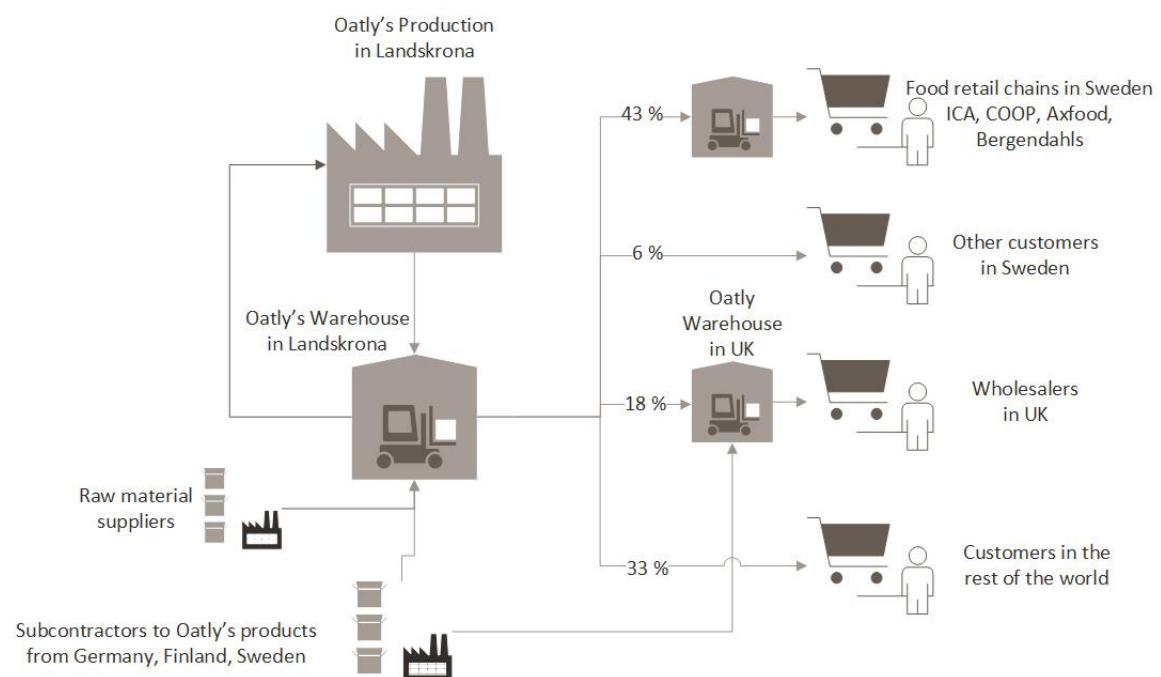 Oatly's Production
in Landskrona
43 %
Food retail chains in Sweden
ICA, COOP, Axfood,
Bergendahls
6 %
Other customers
in Sweden
Oatly's Warehouse
in Landskrona
Oatly
Warehouse
in UK
18 %
Wholesalers
in UK
Raw material
suppliers
33 %
Customers in the
rest of the world
Subcontractors to Oatly's products
from Germany, Finland, Sweden